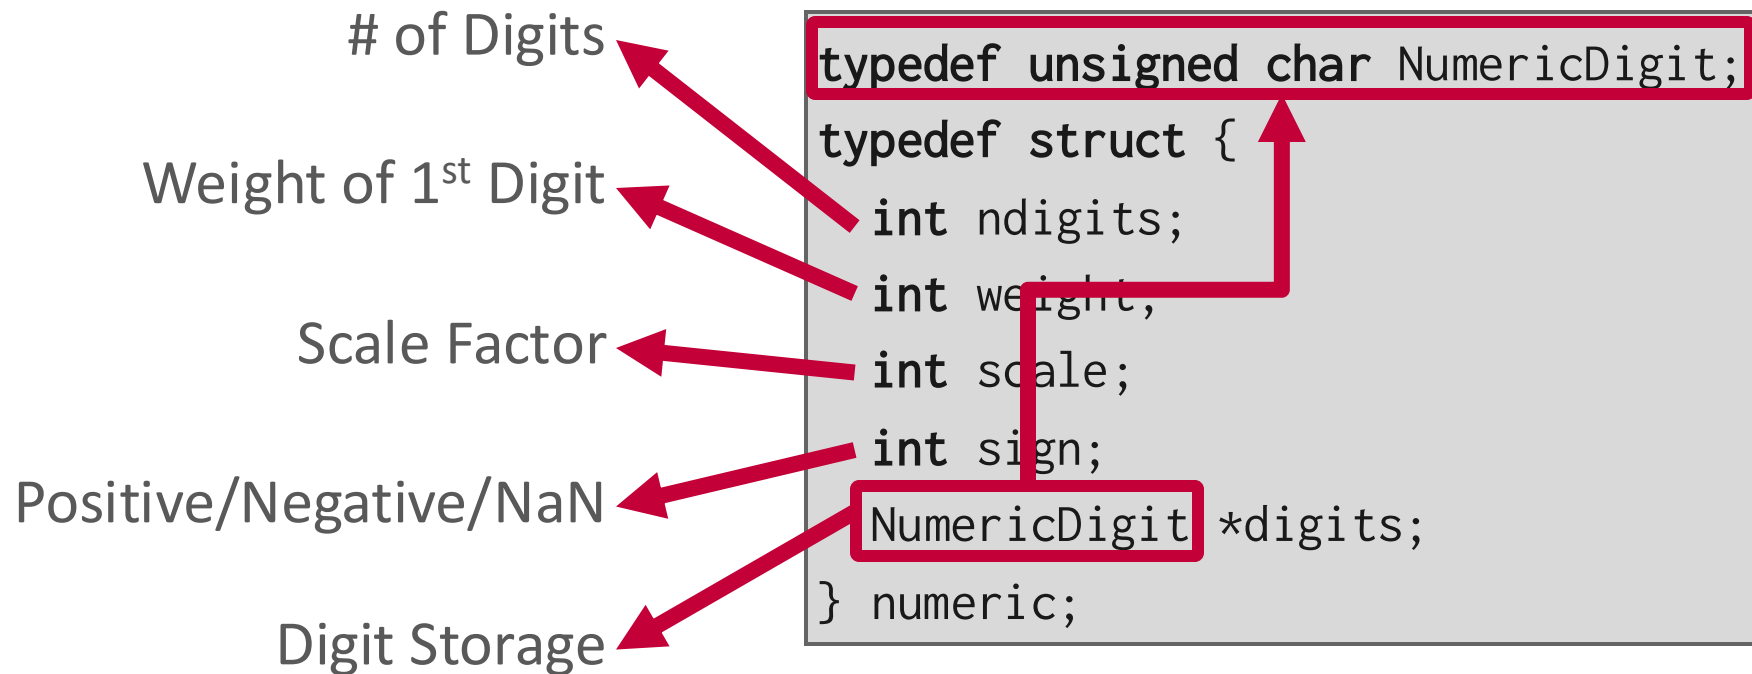 # of Digits
Weight of 1st Digit
Scale Factor
Positive/Negative/NaN
Digit Storage
typedef unsigned char NumericDigit;
typedef struct {
int ndigits;
int weight;
int scale;
int sign;
NumericDigit *digits;
} numeric;